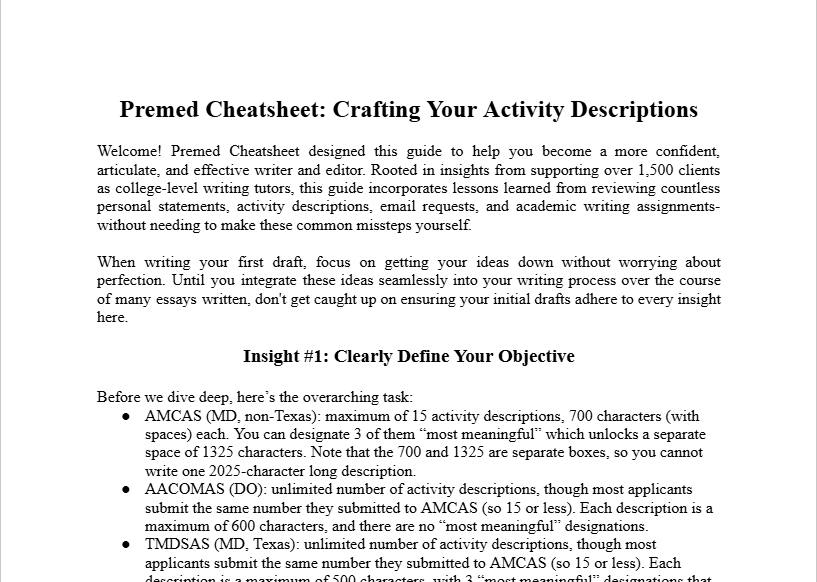 Premed Cheatsheet: Crafting Your Activity Descriptions
Welcome! Premed Cheatsheet designed this guide to help you become a more confident,
articulate, and effective writer and editor. Rooted in insights from supporting over 1,500 clients
as college-level writing tutors, this guide incorporates lessons learned from reviewing countless
personal statements, activity descriptions, email requests, and academic writing assignments-
without needing to make these common missteps yourself.
When writing your first draft, focus on getting your ideas down without worrying about
perfection. Until you integrate these ideas seamlessly into your writing process over the course
of many essays written, don't get caught up on ensuring your initial drafts adhere to every insight
here.
Insight #1: Clearly Define Your Objective
Before we dive deep, here’s the overarching task:
● AMCAS (MD, non-Texas): maximum of 15 activity descriptions, 700 characters (with
spaces) each. You can designate 3 of them “most meaningful” which unlocks a separate
space of 1325 characters. Note that the 700 and 1325 are separate boxes, so you cannot
write one 2025-character long description.
● AACOMAS (DO): unlimited number of activity descriptions, though most applicants
submit the same number they submitted to AMCAS (so 15 or less). Each description is a
maximum of 600 characters, and there are no “most meaningful” designations.
● TMDSAS (MD, Texas): unlimited number of activity descriptions, though most
applicants submit the same number they submitted to AMCAS (so 15 or less). Each
description is a maximum of 500 characters, with 3 “most meaningful” designations that